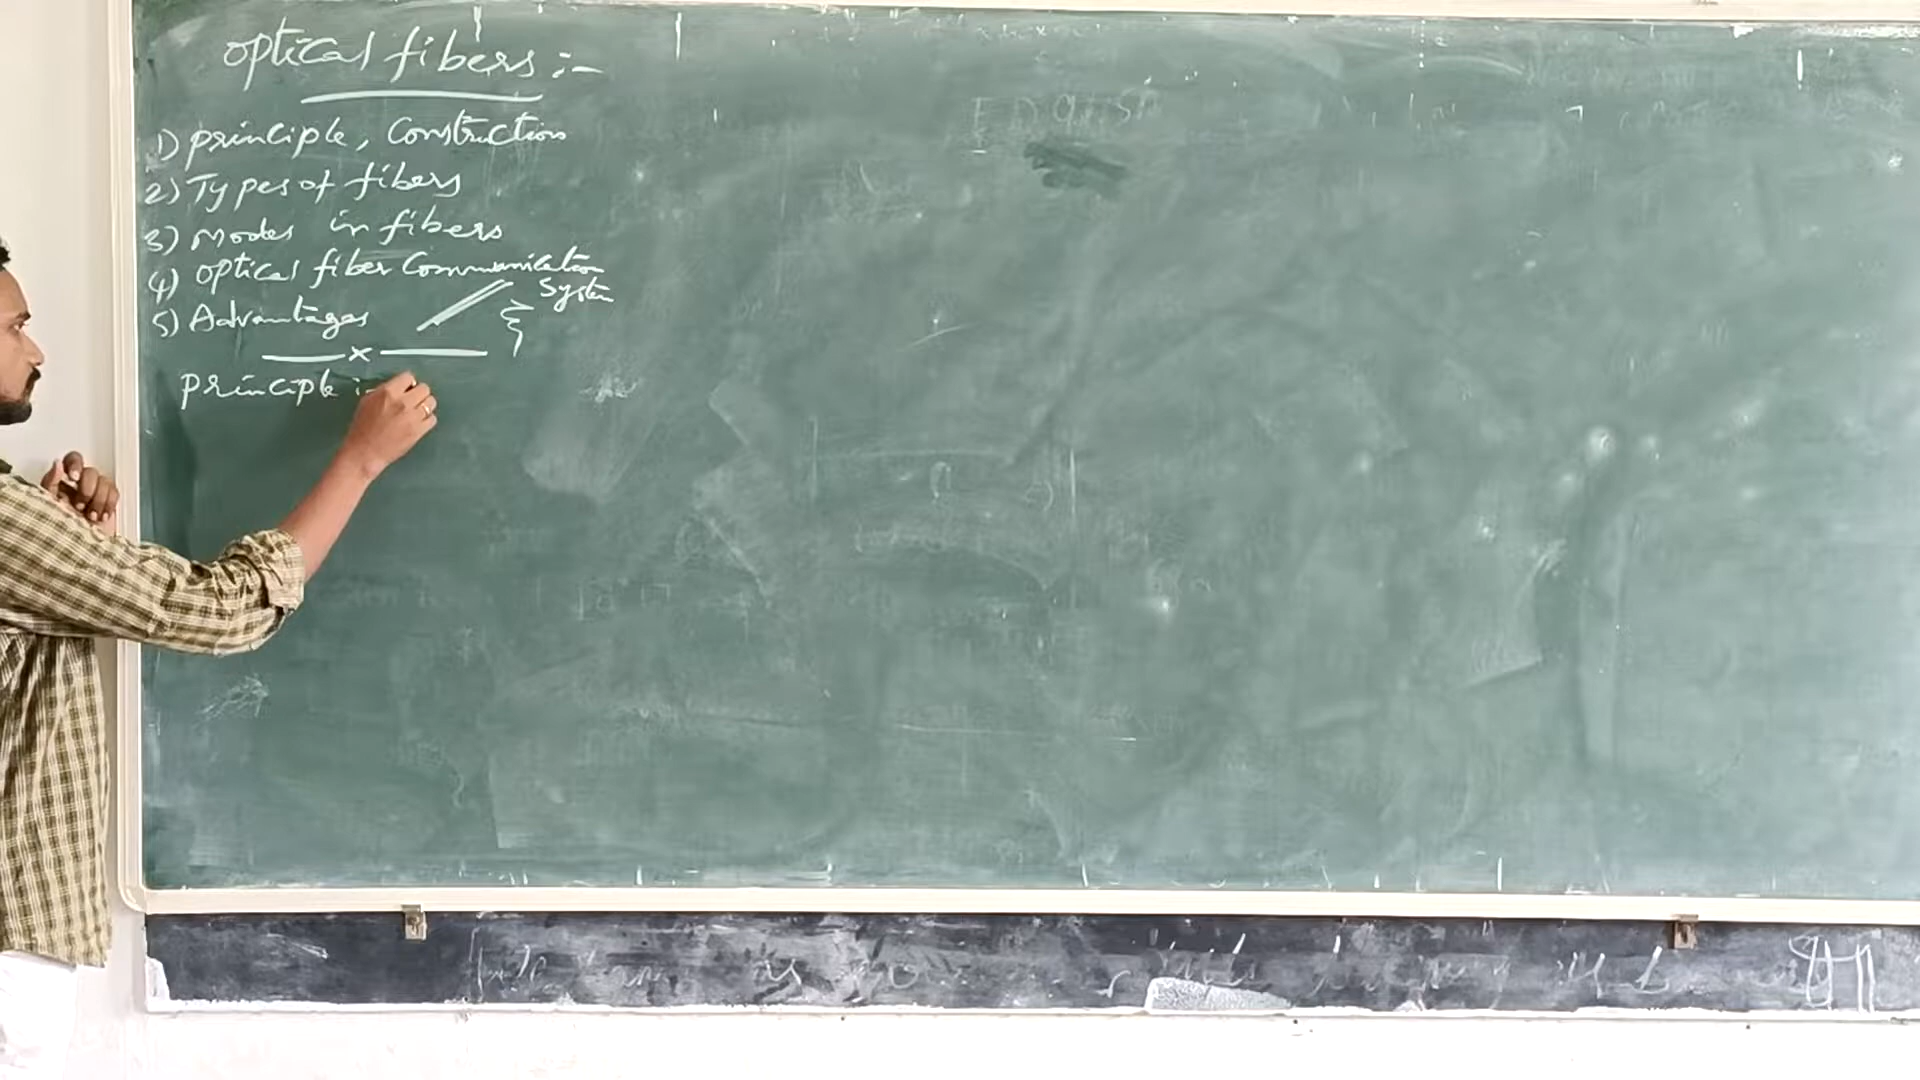 optical fibers :-
1) principle, Construction
2) Types of fibers
3) Modes in fibers
4) optical fiber Communication
System
5) Advantages
x
principle :-